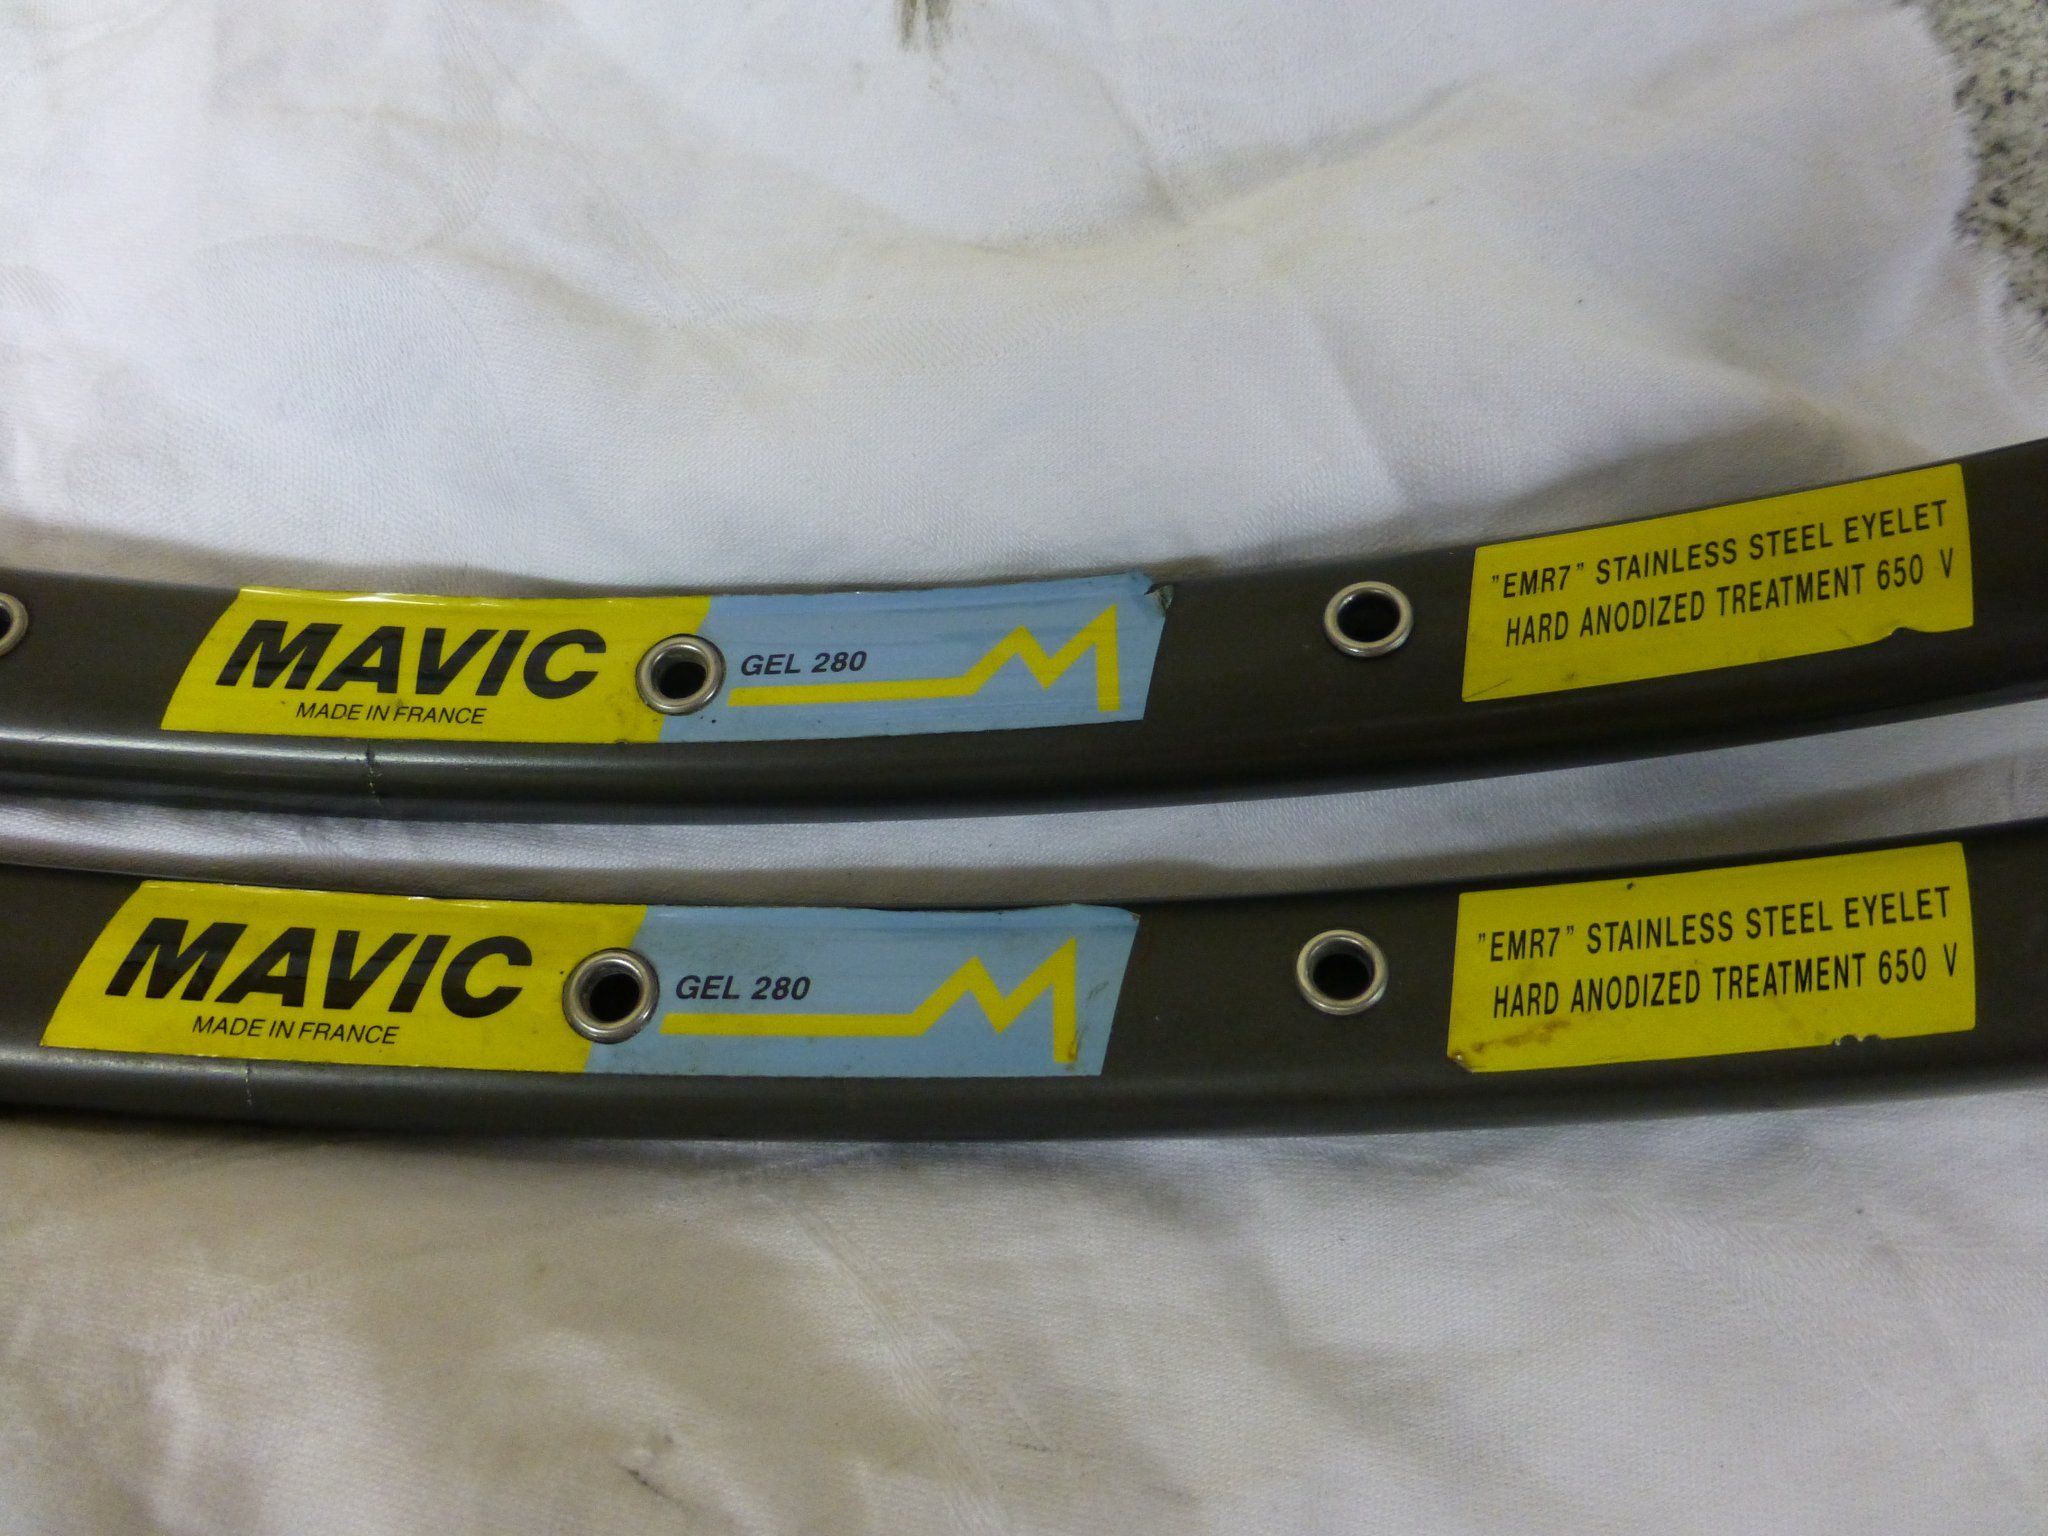 MAVIC
MADE IN FRANCE
GEL 280
"EMR7" STAINLESS STEEL EYELET
HARD ANODIZED TREATMENT 650 V
MAVIC
MADE IN FRANCE
GEL 280
"EMR7" STAINLESS STEEL EYELET
HARD ANODIZED TREATMENT 650 V